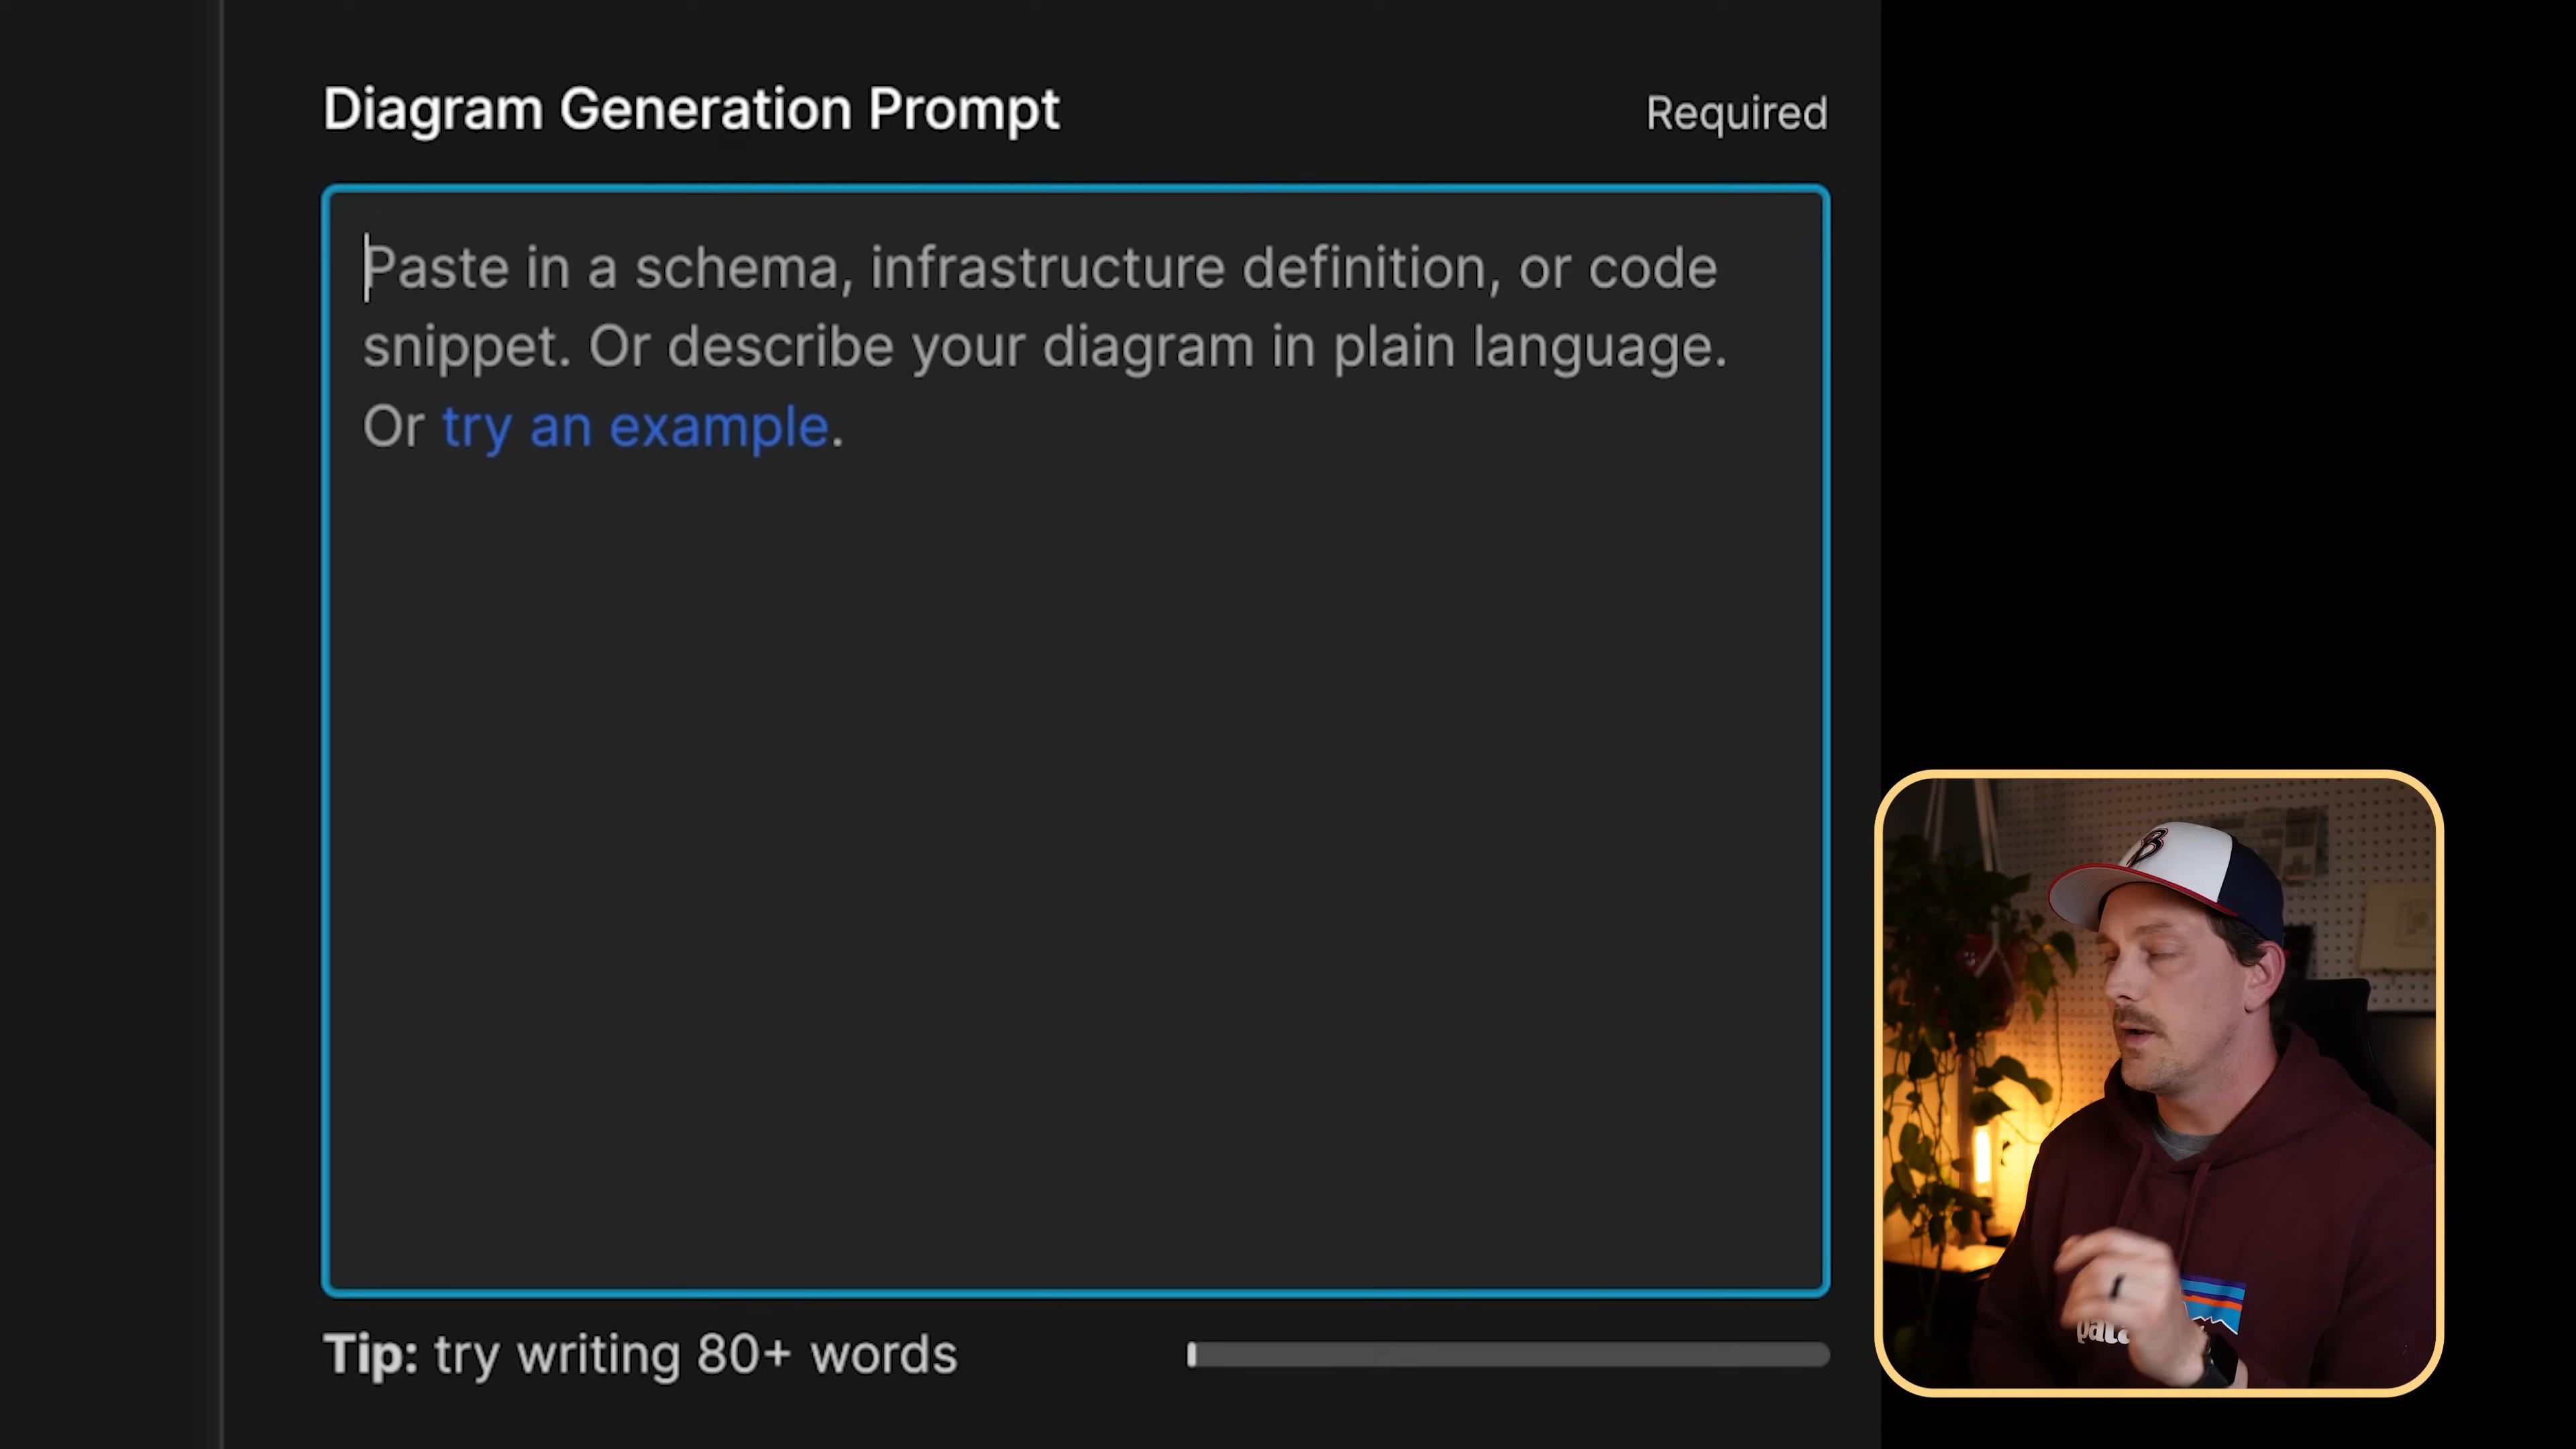 Diagram Generation Prompt
Required
Paste in a schema, infrastructure definition, or code
snippet. Or describe your diagram in plain language.
Or try an example.
Tip: try writing 80+ words
B